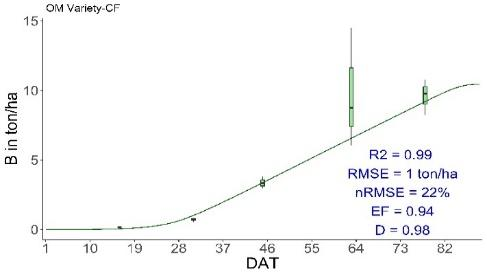 OM Variety-CF
15
10
5
0
B in ton/ha
R2 = 0.99
RMSE = 1 ton/ha
nRMSE = 22%
EF = 0.94
D = 0.98
1 10 19 28 37 46 55 64 73 82
DAT